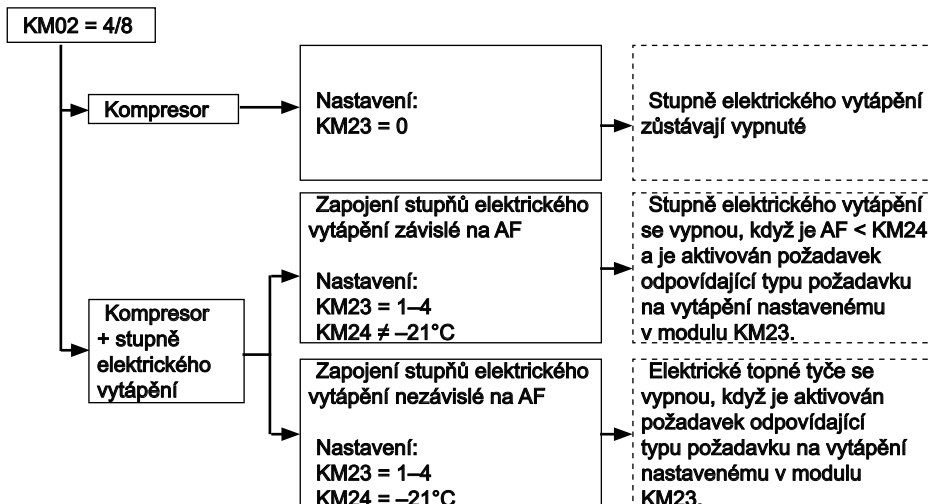 KM02 = 4/8
Kompresor
Nastavení:
KM23 = 0
Stupně elektrického vytápění
zůstávají vypnuté
Kompresor
+ stupně
elektrického
vytápění
Zapojení stupňů elektrického
vytápění závislé na AF
Nastavení:
KM23 = 1–4
KM24 ≠ –21°C
Stupně elektrického vytápění
se vypnou, když je AF < KM24
a je aktivován požadavek
odpovídající typu požadavku
na vytápění nastavenému
v modulu KM23.
Zapojení stupňů elektrického
vytápění nezávislé na AF
Nastavení:
KM23 = 1–4
KM24 = –21°C
Elektrické topné tyče se
vypnou, když je aktivován
požadavek odpovídající
typu požadavku na vytápění
nastavenému v modulu
KM23.